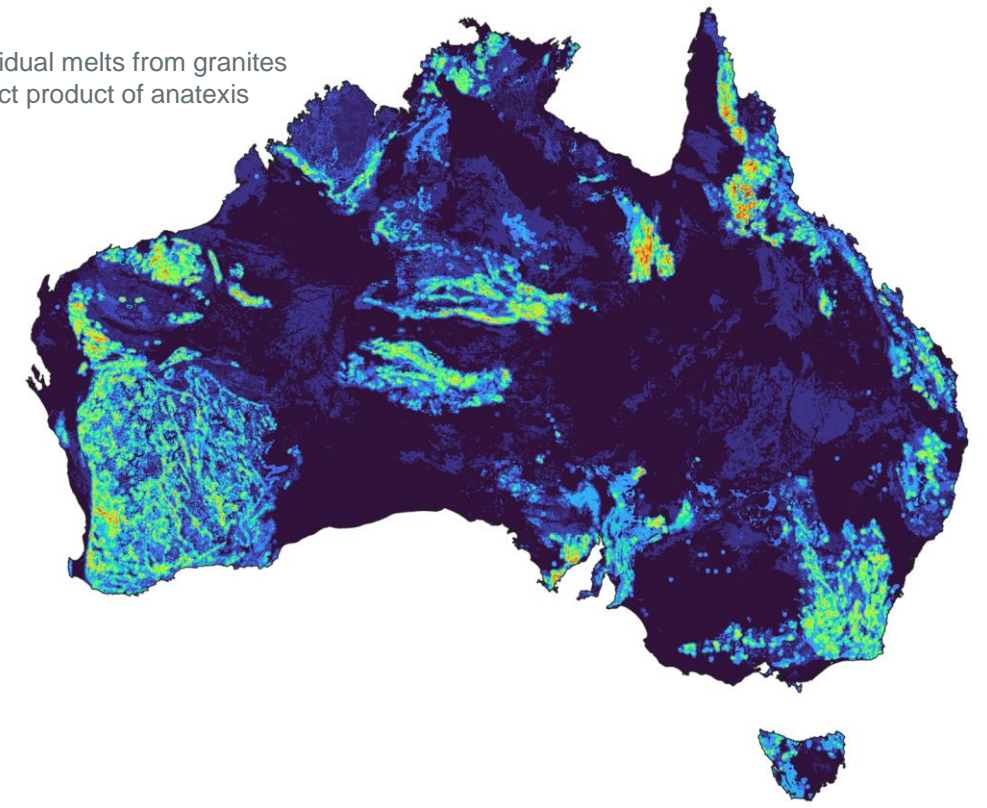 idual melts from granites
ct product of anatexis